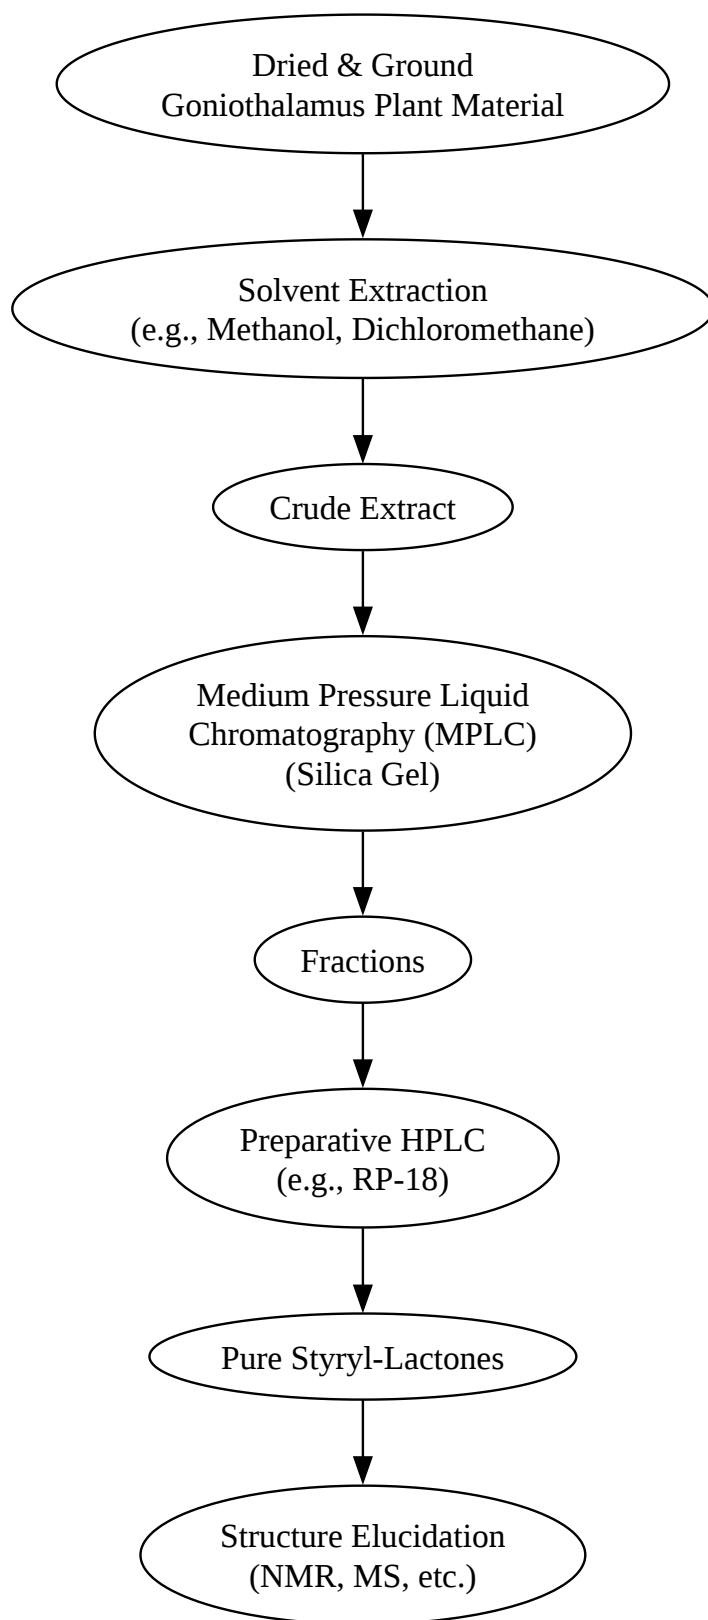 Dried & Ground
Goniothalamus Plant Material
Solvent Extraction
(e.g., Methanol, Dichloromethane)
Crude Extract
Medium Pressure Liquid
Chromatography (MPLC)
(Silica Gel)
Fractions
Preparative HPLC
(e.g., RP-18)
Pure Styryl-Lactones
Structure Elucidation
(NMR, MS, etc.)